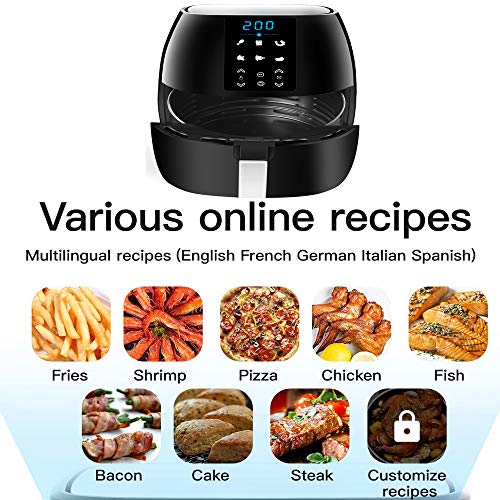 200
Various online recipes
Multilingual recipes (English French German Italian Spanish)
Fries Shrimp Pizza Chicken Fish
Bacon Cake Steak Customize
recipes